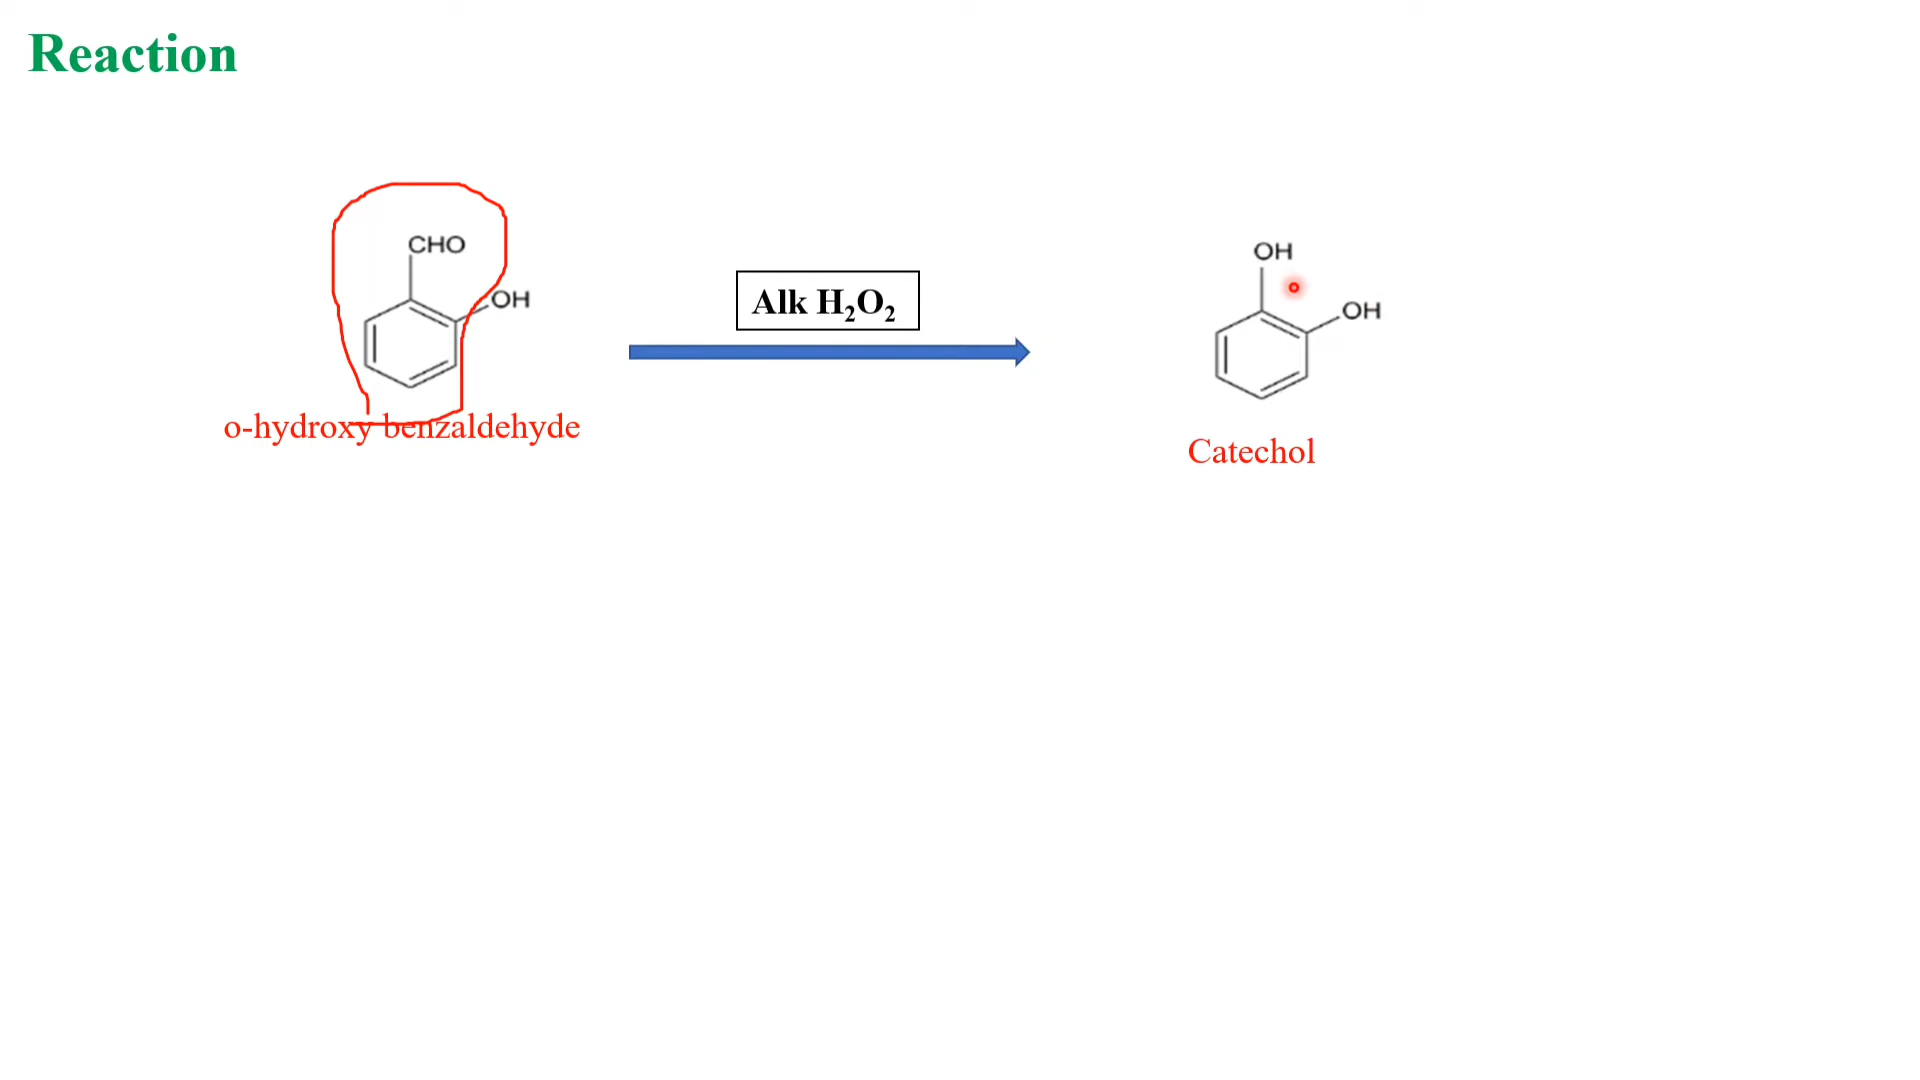 Reaction
CHO
OH
Alk H₂O₂
o-hydroxy benzaldehyde
OH
OH
Catechol